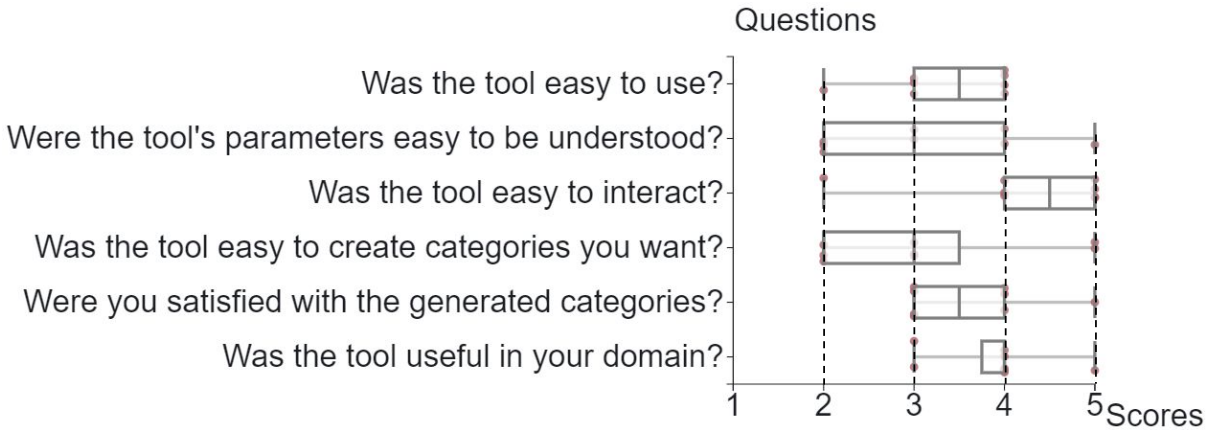 Questions
Was the tool easy to use?
Were the tool's parameters easy to be understood?
Was the tool easy to interact?
Was the tool easy to create categories you want?
Were you satisfied with the generated categories?
Was the tool useful in your domain?
1 2 3 4 5
Scores